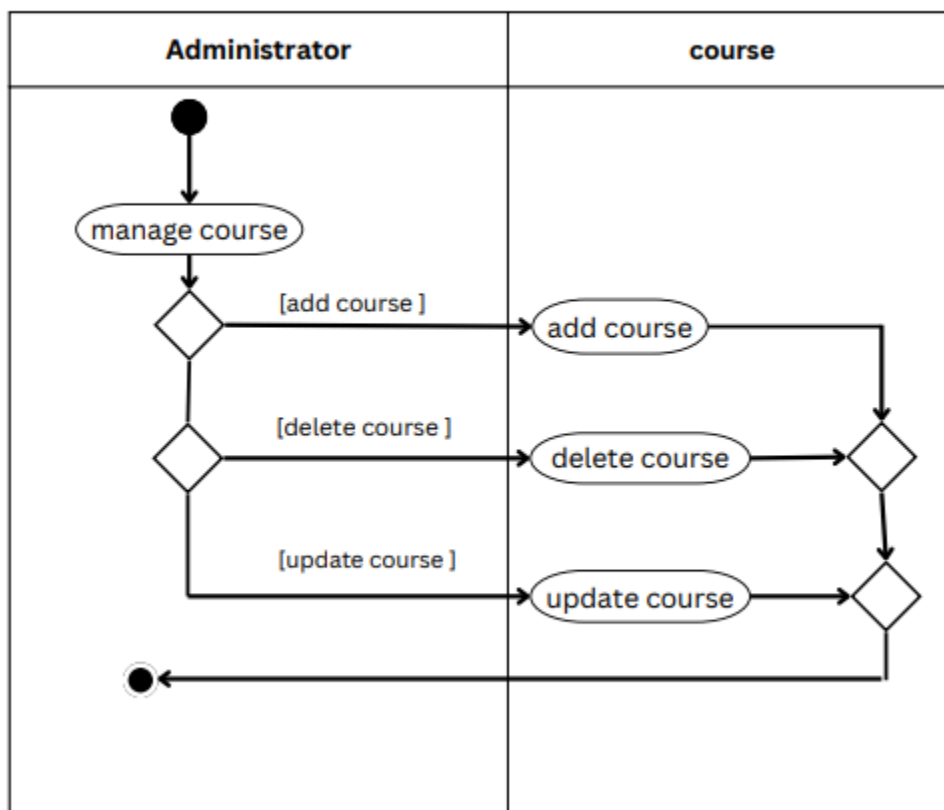 Administrator
course
manage course
[add course ]
add course
[delete course ]
delete course
[update course ]
update course